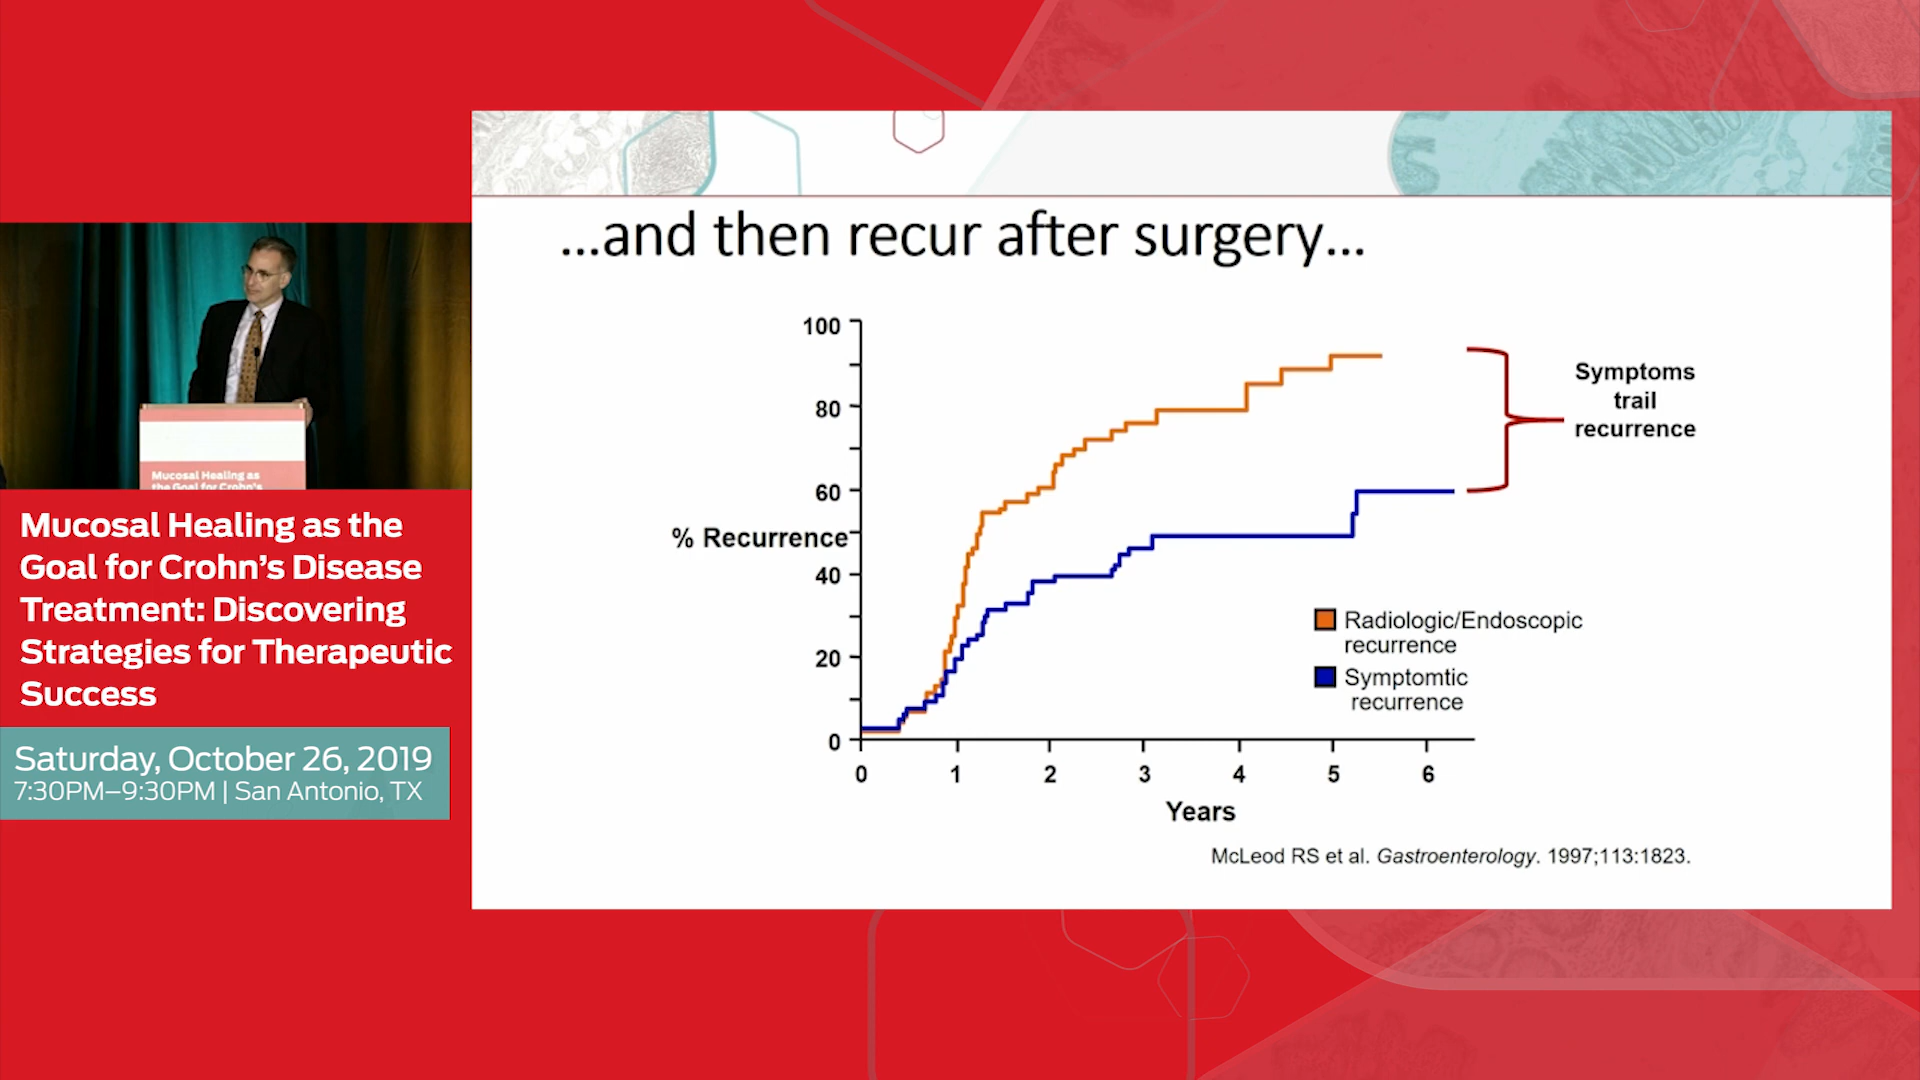 ...and then recur after surgery...
100
80
60
40
20
0
% Recurrence
0 1 2 3 4 5 6
Years
Symptoms
trail
recurrence
Radiologic/Endoscopic
recurrence
Symptomtic
recurrence
McLeod RS et al. Gastroenterology. 1997;113:1823.
Mucosal Healing as
the Goal for Crohn's
Mucosal Healing as the
Goal for Crohn's Disease
Treatment: Discovering
Strategies for Therapeutic
Success
Saturday, October 26, 2019
7:30PM–9:30PM | San Antonio, TX